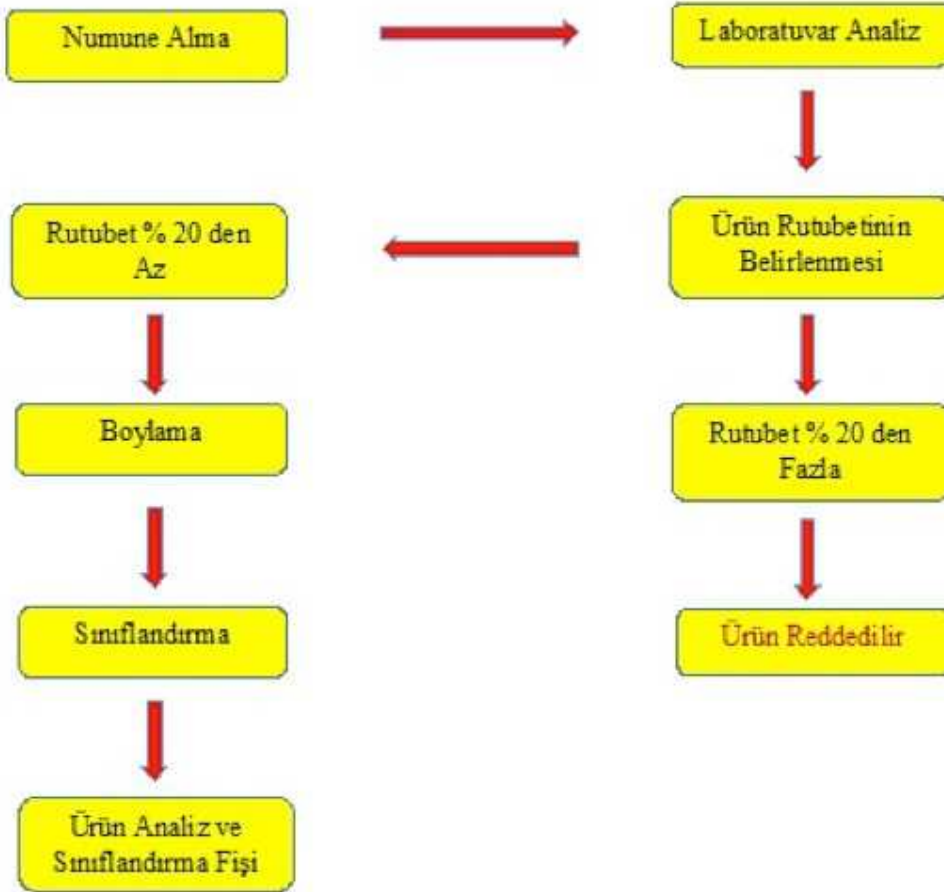 Numune Alma
Laboratuvar Analiz
Ürün Rutubetinin
Belirlenmesi
Rutubet % 20 den
Az
Rutubet % 20 den
Fazla
Boylama
Ürün Reddedilir
Sınıflandırma
Ürün Analiz ve
Sınıflandırma Fişi